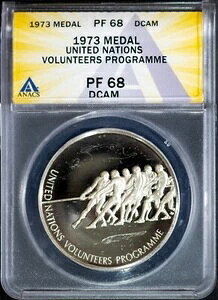 1973 MEDAL PF 68 DCAM
1973 MEDAL
UNITED NATIONS
VOLUNTEERS PROGRAMME
ANACS
PF 68
DCAM
UNITED NATIONS VOLUNTEERS PROGRAMME